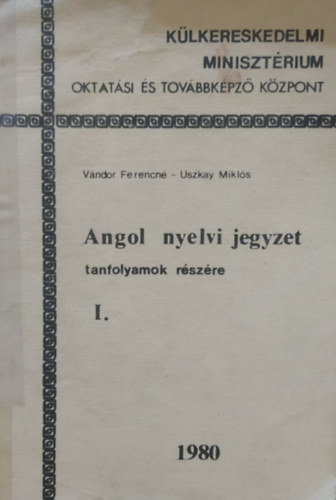 KÜLKERESKEDELMI
MINISZTÉRIUM
OKTATÁSI ÉS TOVÁBBKÉPZŐ KÖZPONT
Vándor Ferencné - Uszkay Miklós
Angol nyelvi jegyzet
tanfolyamok részére
I.
1980